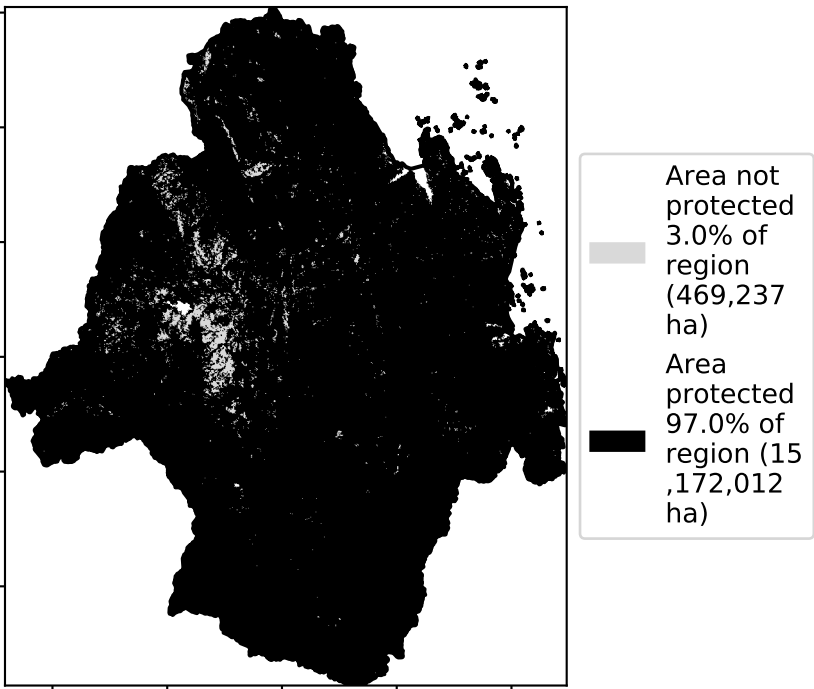 Area not
protected
3.0% of
region
(469,237
ha)
Area
protected
97.0% of
region (15
,172,012
ha)